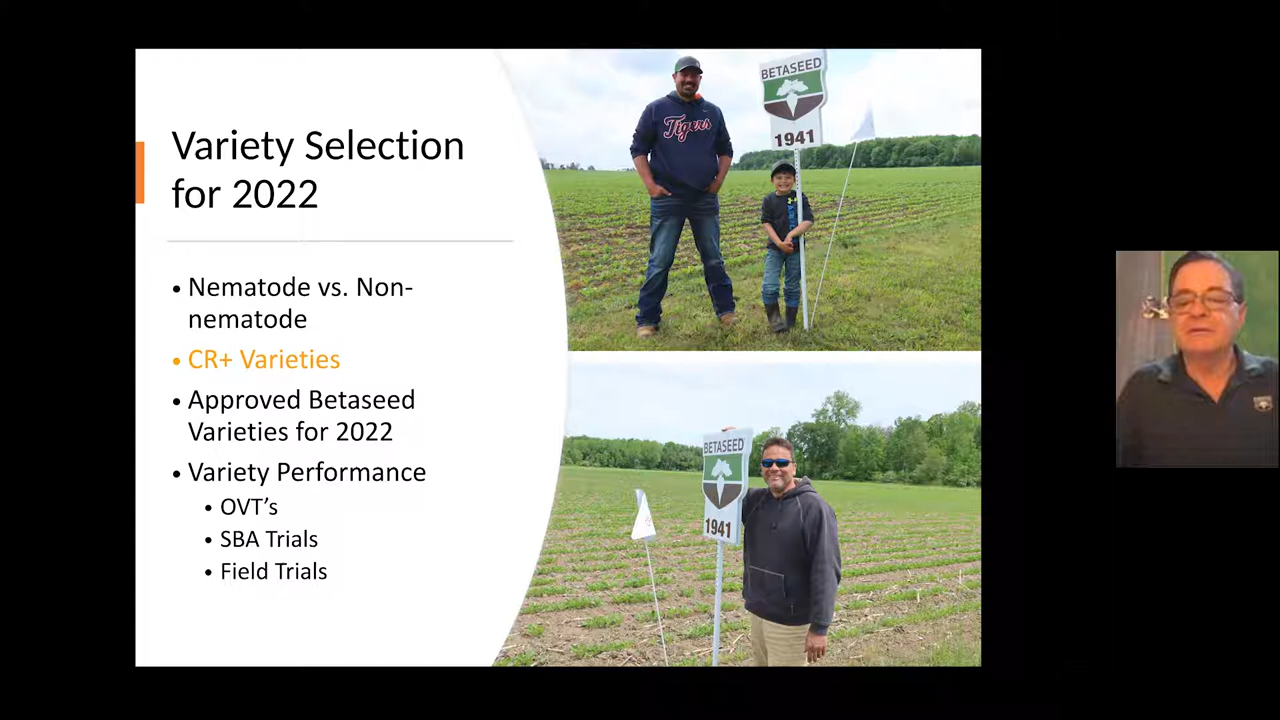 Variety Selection
for 2022
• Nematode vs. Non-
nematode
• CR+ Varieties
• Approved Betaseed
Varieties for 2022
• Variety Performance
• OVT's
• SBA Trials
• Field Trials
Tigers
BETASEED
1941
BETASEED
1941